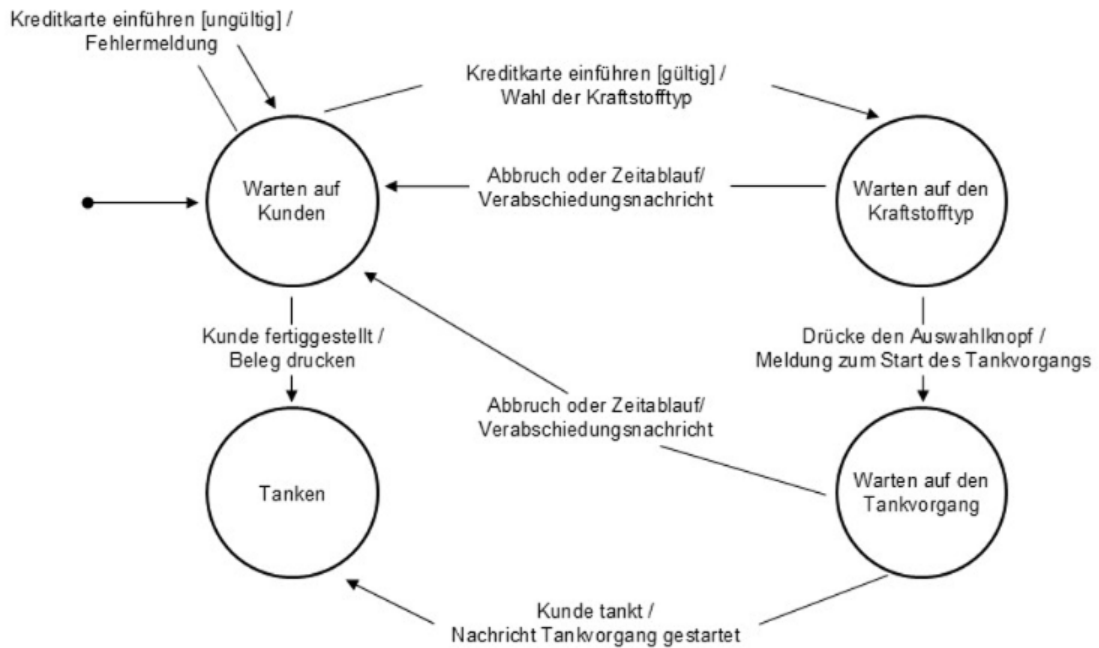 Kreditkarte einführen [ungültig] /
Fehlermeldung
Kreditkarte einführen [gültig] /
Wahl der Kraftstofftyp
Warten auf
Kunden
Abbruch oder Zeitablauf/
Verabschiedungsnachricht
Warten auf den
Kraftstofftyp
Kunde fertiggestellt /
Beleg drucken
Drücke den Auswahlknopf /
Meldung zum Start des Tankvorgangs
Abbruch oder Zeitablauf/
Verabschiedungsnachricht
Tanken
Warten auf den
Tankvorgang
Kunde tankt /
Nachricht Tankvorgang gestartet